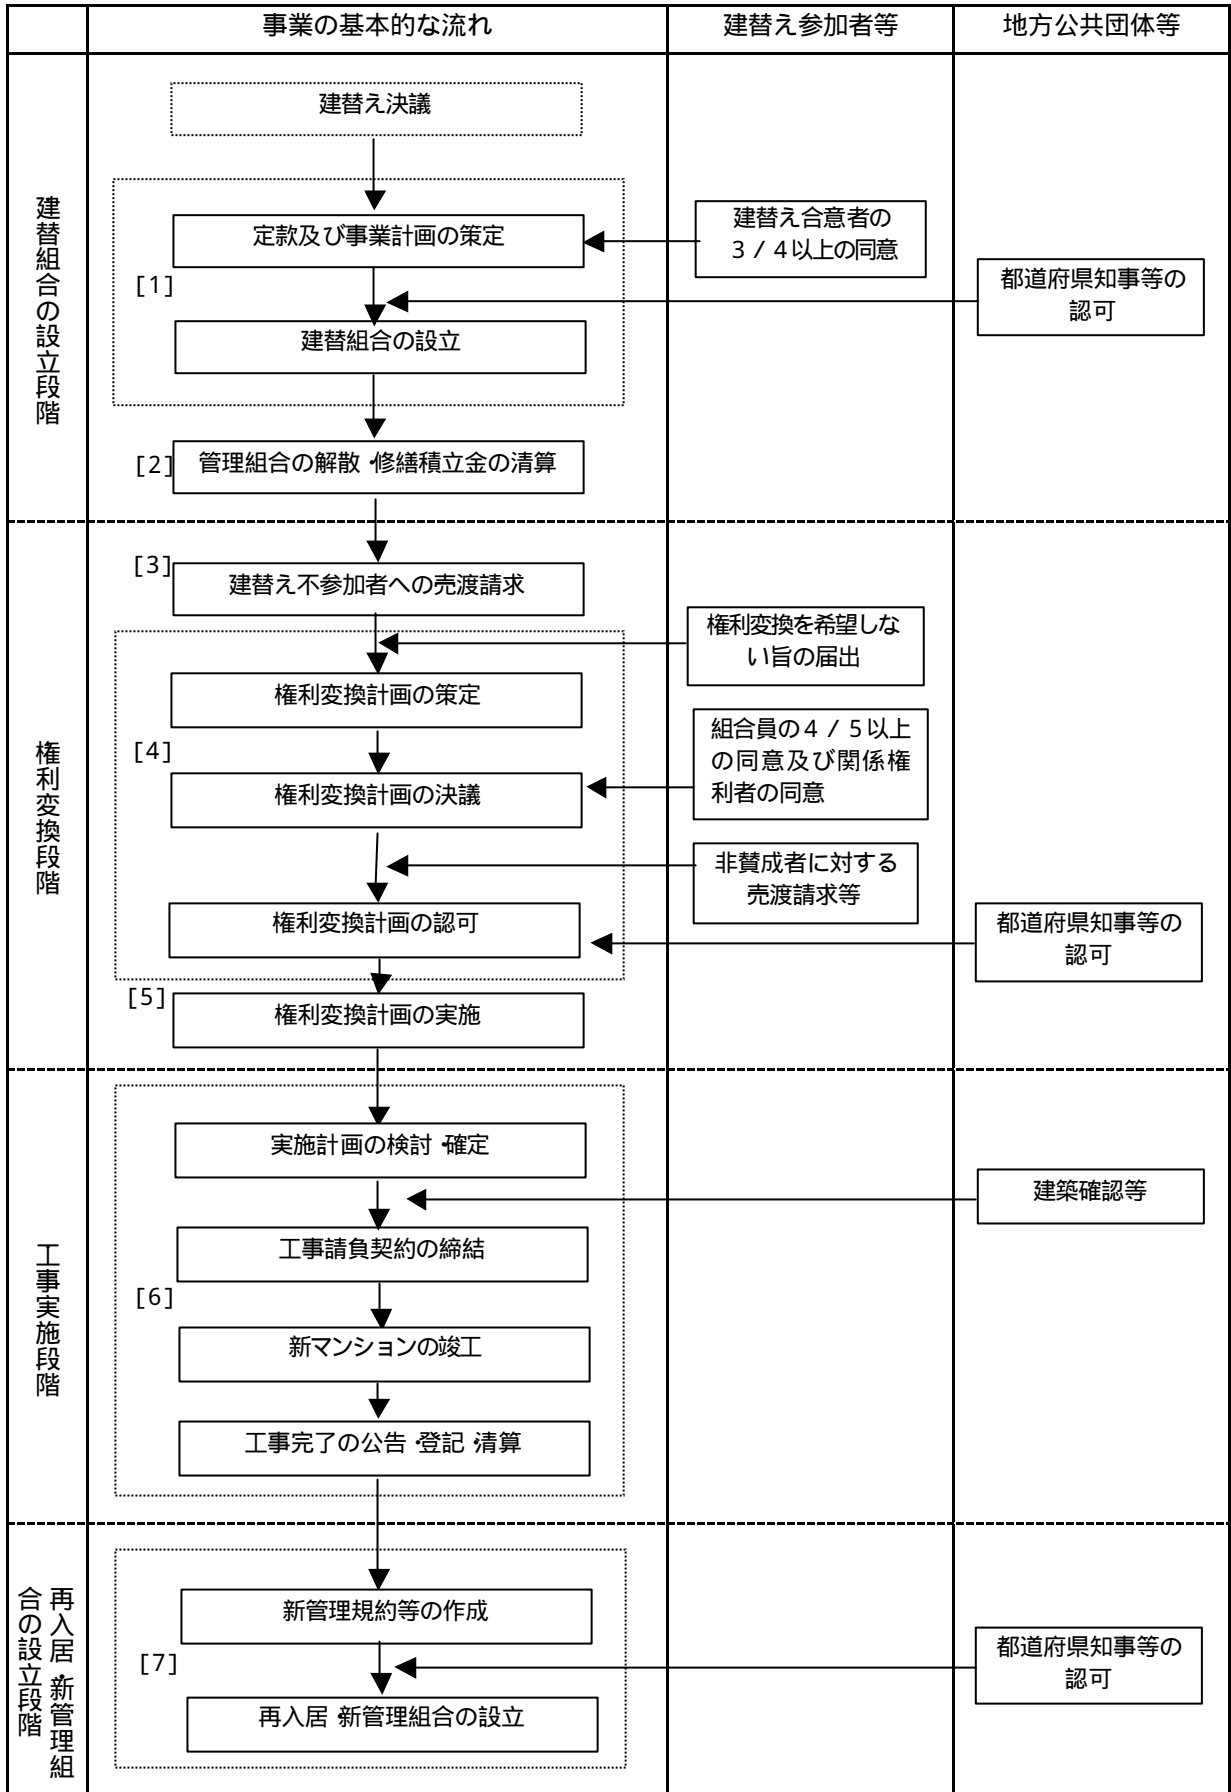 事業の基本的な流れ
建替え参加者等
地方公共団体等
建替組合の設立段階
建替え決議
[1]
定款及び事業計画の策定
建替え合意者の
3/4以上の同意
都道府県知事等の
認可
建替組合の設立
[2]
管理組合の解散・修繕積立金の清算
権利変換段階
[3]
建替え不参加者への売渡請求
権利変換を希望しな
い旨の届出
[4]
権利変換計画の策定
組合員の4/5以上
の同意及び関係権
利者の同意
権利変換計画の決議
非賛成者に対する
売渡請求等
権利変換計画の認可
都道府県知事等の
認可
[5]
権利変換計画の実施
工事実施段階
実施計画の検討・確定
建築確認等
工事請負契約の締結
[6]
新マンションの竣工
工事完了の公告・登記・清算
再入居・新管理組
合の設立段階
新管理規約等の作成
[7]
都道府県知事等の
認可
再入居・新管理組合の設立